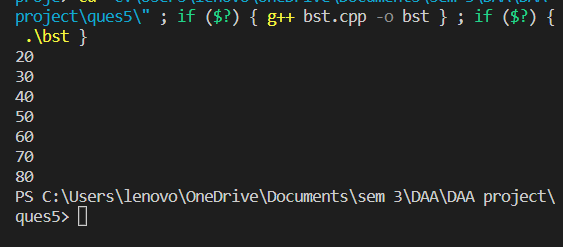 project\ques5\" ; if ($?) { g++ bst.cpp -o bst } ; if ($?) {
.\bst }
20
30
40
50
60
70
80
PS C:\Users\lenovo\OneDrive\Documents\sem 3\DAA\DAA project\
ques5>